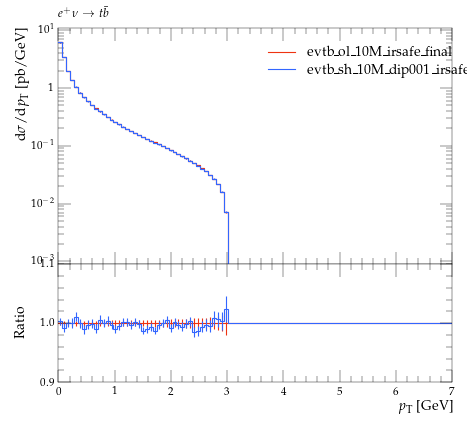 e⁺ν → tb̄
evtb_ol_10M_irsafe_final
evtb_sh_10M_dip001_irsafe
dσ/dp_T [pb/GeV]
10¹
1
10⁻¹
10⁻²
10⁻³
1.1
1.0
0.9
Ratio
0 1 2 3 4 5 6 7
p_T [GeV]